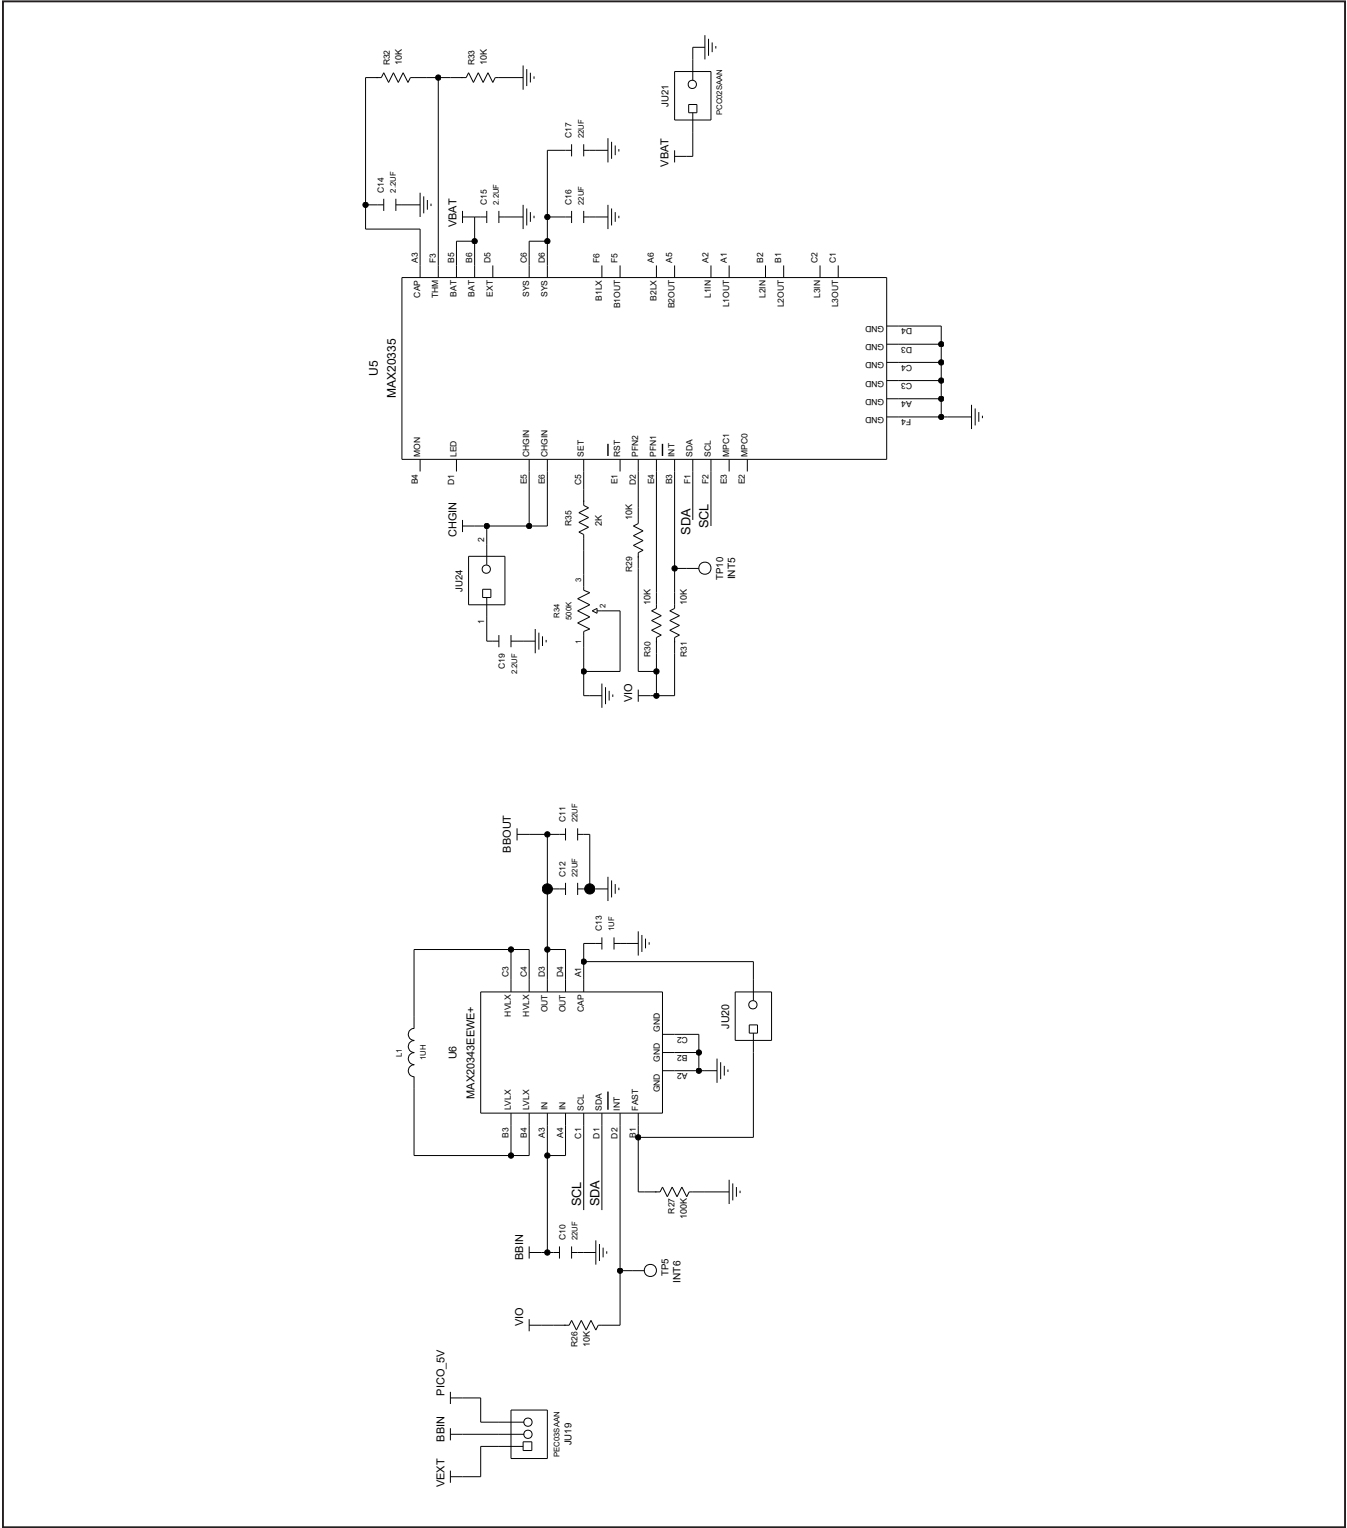 R32
10K
R33
10K
C14
2.2UF
VBAT
C15
2.2UF
C17
22UF
C16
22UF
JU21
PCC02SAAN
VBAT
A3
F3
B5
B6
D5
C6
D6
F6
F5
A6
A5
A2
A1
B2
B1
C2
C1
CAP
THM
BAT
BAT
EXT
SYS
SYS
B1LX
B1OUT
B2LX
B2OUT
L1IN
L1OUT
L2IN
L2OUT
L3IN
L3OUT
U5
MAX20335
GND
D4
GND
D3
GND
C4
GND
C3
GND
A4
GND
F4
MON
LED
CHGIN
CHGIN
SET
RST
PFN2
PFN1
INT
SDA
SCL
MPC1
MPC0
B4
D1
E5
E6
C5
E1
D2
E4
B3
F1
F2
E3
E2
CHGIN
JU24
2
1
C19
2.2UF
R35
2K
R34
500K
3
2
1
R29
10K
R30
10K
R31
10K
VIO
SDA
SCL
TP10
INT5
BBOUT
C11
22UF
C12
22UF
C13
1UF
L1
1UH
C3
C4
D3
D4
A1
HVLX
HVLX
OUT
OUT
CAP
U6
MAX20343EEWE+
GND
GND
GND
C2
B2
A2
LVLX
LVLX
IN
IN
SCL
SDA
INT
FAST
B3
B4
A3
A4
C1
D1
D2
B1
JU20
SCL
SDA
R27
100K
BBIN
C10
22UF
TP5
INT6
VIO
R26
10K
PICO_5V
BBIN
VEXT
PEC03SAAN
JU19